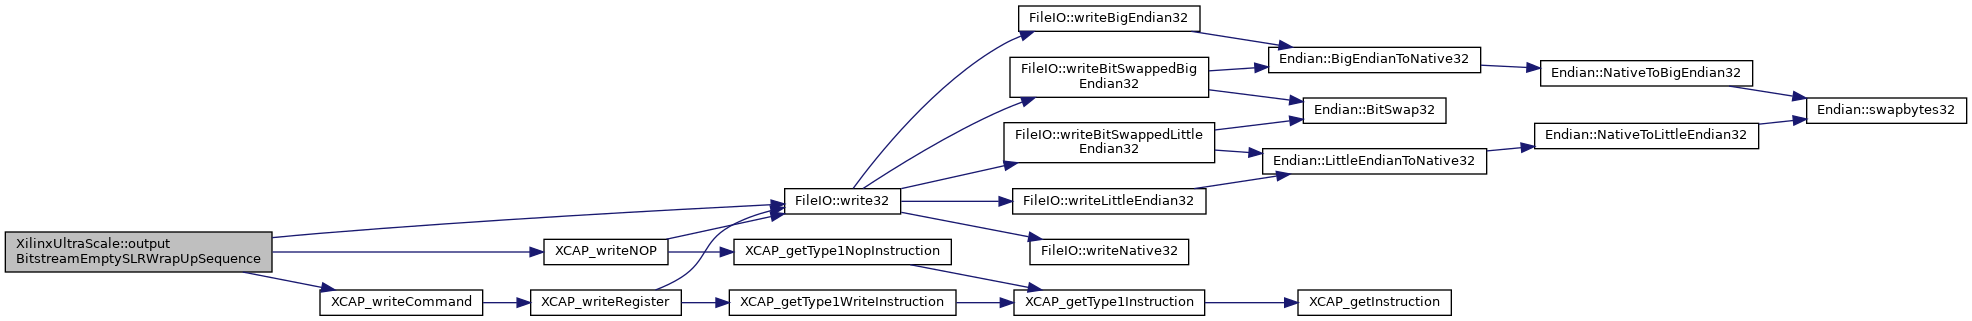 FileIO::writeBigEndian32
Endian::BigEndianToNative32
FileIO::writeBitSwappedBig
Endian32
Endian::NativeToBigEndian32
Endian::BitSwap32
Endian::swapbytes32
FileIO::writeBitSwappedLittle
Endian32
Endian::NativeToLittleEndian32
Endian::LittleEndianToNative32
FileIO::write32
FileIO::writeLittleEndian32
XilinxUltraScale::output
BitstreamEmptySLRWrapUpSequence
XCAP_writeNOP
XCAP_getType1NopInstruction
FileIO::writeNative32
XCAP_writeCommand
XCAP_writeRegister
XCAP_getType1WriteInstruction
XCAP_getType1Instruction
XCAP_getInstruction